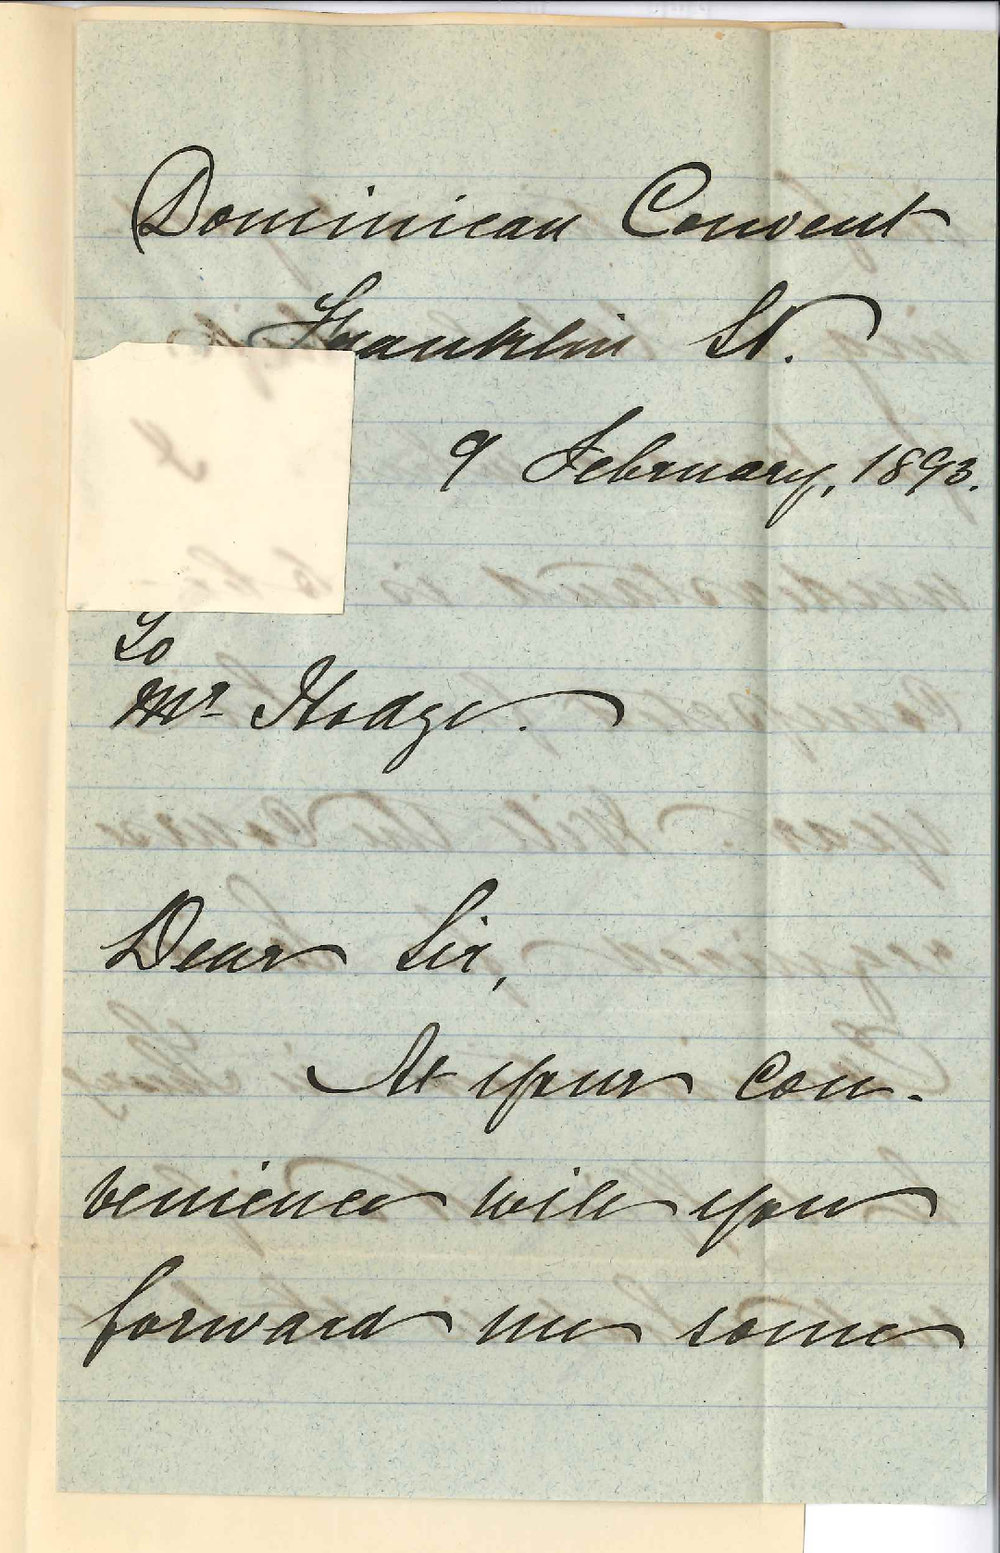 Dominican Convent
Franklin St.
9 February, 1893.
To
Mr Hodge.
Dear Sir,
At your con-
venience will you
forward me some